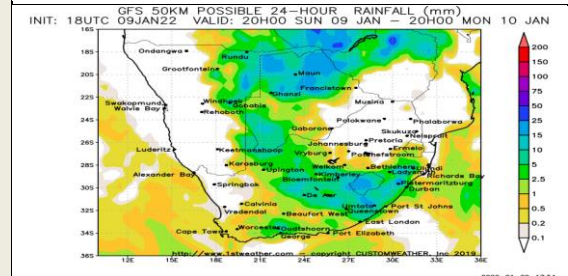 GFS 50KM POSSIBLE 24-HOUR RAINFALL (mm)
INIT: 18UTC 09JAN22 VALID: 20H00 SUN 09 JAN - 20H00 MON 10 JAN
16S
18S
20S
22S
24S
26S
28S
30S
32S
34S
36S
Ondangwa
Rundu
Grootfontein
Maun
Francistown
Ghanzi
Swakopmund
Walvis Bay
Windhoek
Gobabis
Rehoboth
Musina
Polokwane
Phalaborwa
Gaborone
Skukuza
Nelspruit
Pretoria
Johannesburg
Luderitz
Keetmanshoop
Vryburg
Potchefstroom
Ermelo
Karasburg
Upington
Welkom
Bethlehem
Kimberley
Ladysmith
Richards Bay
Alexander Bay
Bloemfontein
Springbok
De Aar
Pietermaritzburg
Durban
Calvinia
Umtata
Port St Johns
Vredendal
Beaufort West
Queenstown
East London
Cape Town
Worcester
Oudtshoorn
George
Port Elizabeth
http://www.1stweather.com - copyright CUSTOMWEATHER, Inc 2019
12E 15E 18E 21E 24E 27E 30E 33E 36E
200
150
100
75
50
25
15
10
5
2.5
1
0.5
0.2
0.1